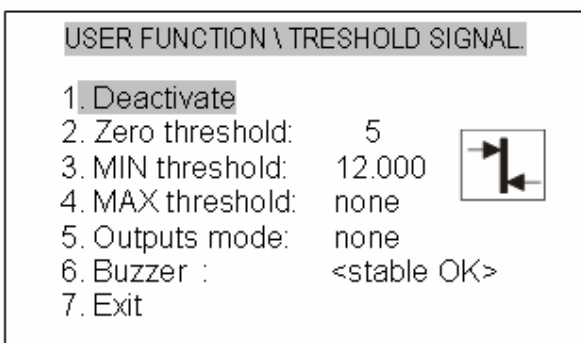 USER FUNCTION \ TRESHOLD SIGNAL.
1. Deactivate
2. Zero threshold: 5
3. MIN threshold: 12.000
4. MAX threshold: none
5. Outputs mode: none
6. Buzzer : <stable OK>
7. Exit